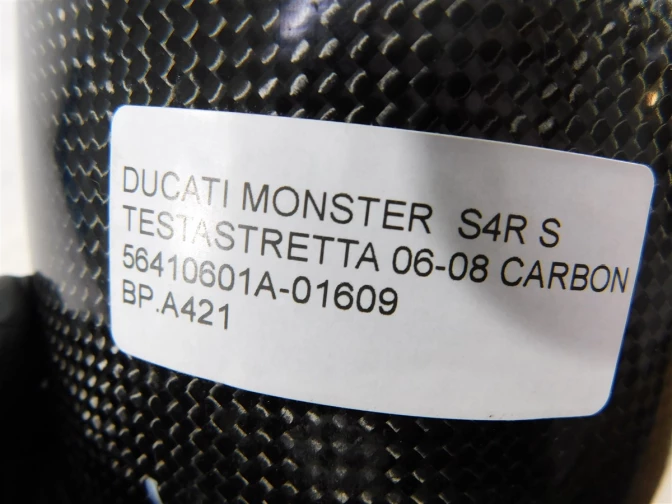 DUCATI MONSTER S4R S
TESTASTRETTA 06-08 CARBON
56410601A-01609
BP.A421